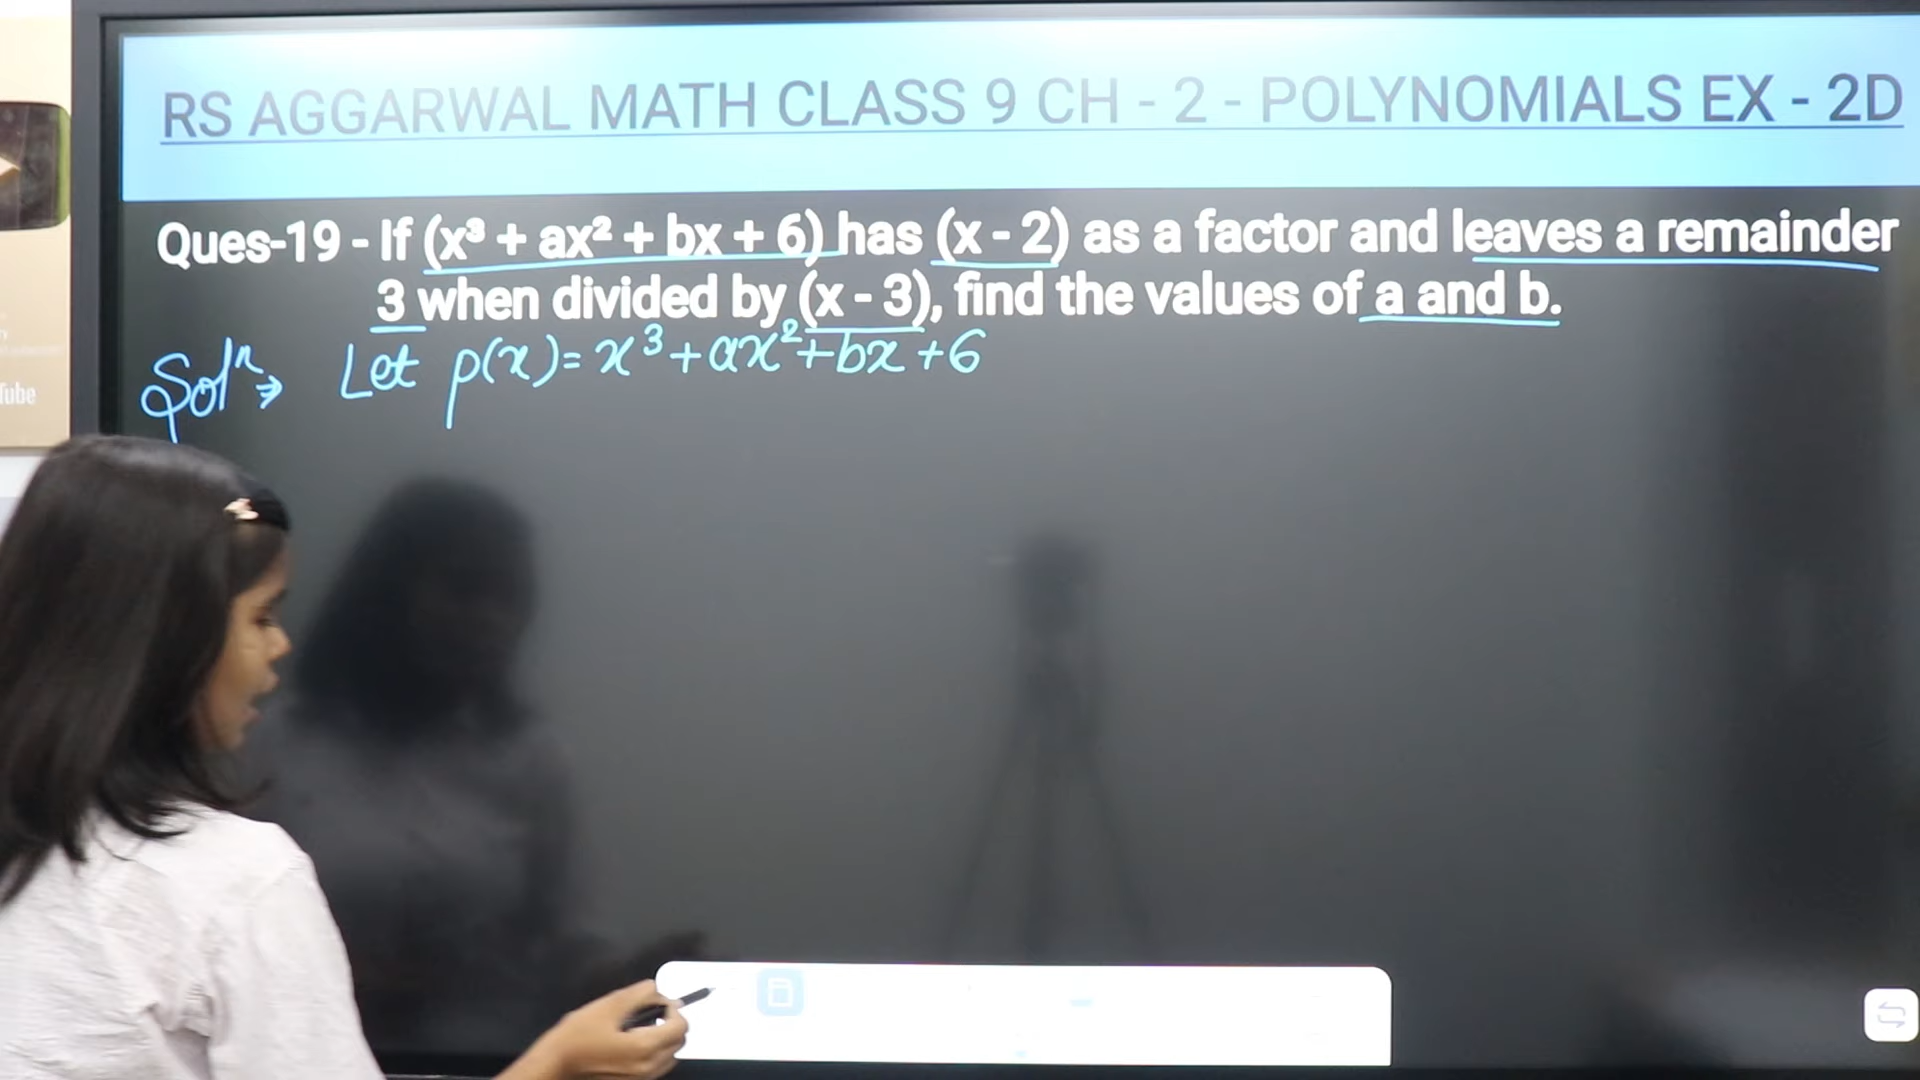 RS AGGARWAL MATH CLASS 9 CH - 2 - POLYNOMIALS EX - 2D
Ques-19 - If (x³ + ax² + bx + 6) has (x - 2) as a factor and leaves a remainder
3 when divided by (x - 3), find the values of a and b.
Solⁿ⇒ Let p(x)=x³+ax²+bx+6
Tube